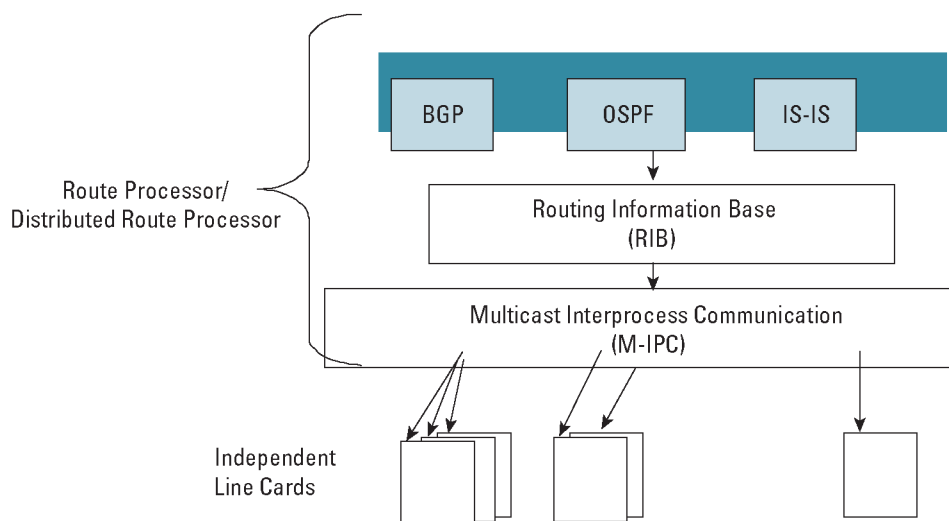 BGP
OSPF
IS-IS
Route Processor/
Distributed Route Processor
Routing Information Base
(RIB)
Multicast Interprocess Communication
(M-IPC)
Independent
Line Cards